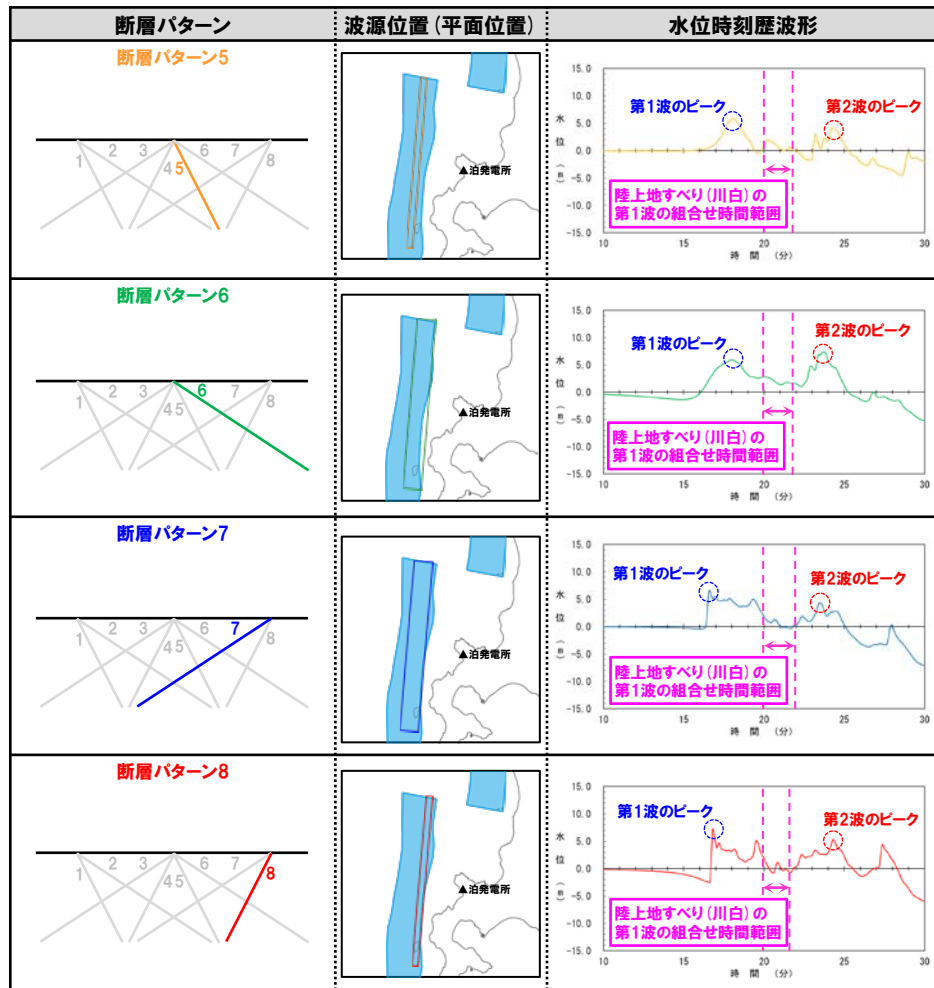 断層パターン
波源位置(平面位置)
水位時刻歴波形
断層パターン5
1 2 3 4 5 6 7 8
▲泊発電所
水位(m)
15.0
10.0
5.0
0.0
-5.0
-10.0
-15.0
第1波のピーク
第2波のピーク
陸上地すべり(川白)の
第1波の組合せ時間範囲
10 15 20 25 30
時間(分)
断層パターン6
1 2 3 4 5 6 7 8
▲泊発電所
水位(m)
15.0
10.0
5.0
0.0
-5.0
-10.0
-15.0
第1波のピーク
第2波のピーク
陸上地すべり(川白)の
第1波の組合せ時間範囲
10 15 20 25 30
時間(分)
断層パターン7
1 2 3 4 5 6 7 8
▲泊発電所
水位(m)
15.0
10.0
5.0
0.0
-5.0
-10.0
-15.0
第1波のピーク
第2波のピーク
陸上地すべり(川白)の
第1波の組合せ時間範囲
10 15 20 25 30
時間(分)
断層パターン8
1 2 3 4 5 6 7 8
▲泊発電所
水位(m)
15.0
10.0
5.0
0.0
-5.0
-10.0
-15.0
第1波のピーク
第2波のピーク
陸上地すべり(川白)の
第1波の組合せ時間範囲
10 15 20 25 30
時間(分)